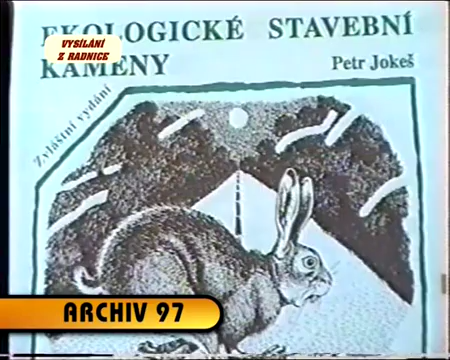 EKOLOGICKÉ STAVEBNÍ
KAMENY
Petr Jokeš
Zvláštní vydání
VYSÍLÁNÍ
Z RADNICE
ARCHIV 97